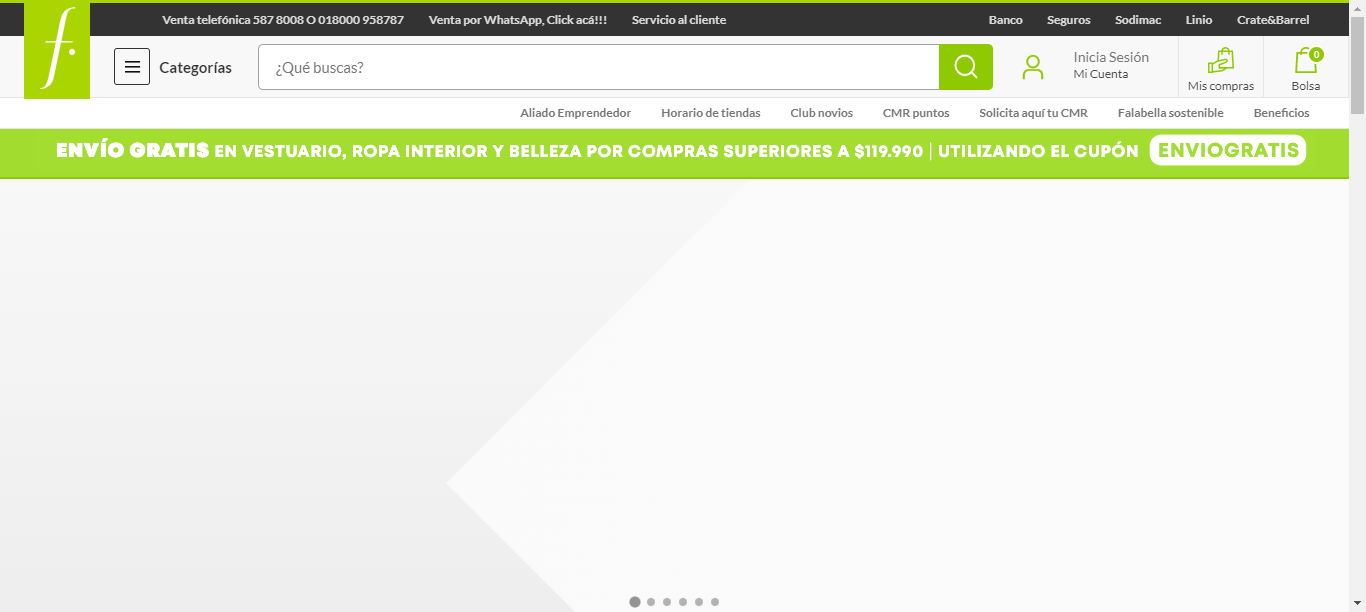 Venta telefónica 587 8008 O 018000 958787 Venta por WhatsApp, Click acá!!! Servicio al cliente Banco Seguros Sodimac Linio Crate&Barrel
f.
Categorías ¿Qué buscas? Inicia Sesión
Mi Cuenta
Mis compras
0
Bolsa
Aliado Emprendedor Horario de tiendas Club novios CMR puntos Solicita aquí tu CMR Falabella sostenible Beneficios
ENVÍO GRATIS EN VESTUARIO, ROPA INTERIOR Y BELLEZA POR COMPRAS SUPERIORES A $119.990 | UTILIZANDO EL CUPÓN ENVIOGRATIS